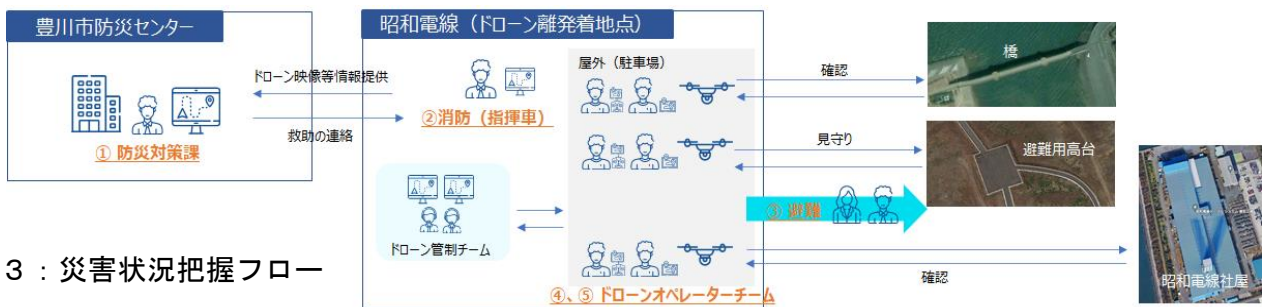 豊川市防災センター
昭和電線（ドローン離発着地点）
屋外（駐車場）
橋
ドローン映像等情報提供
確認
②消防（指揮車）
救助の連絡
① 防災対策課
見守り
避難用高台
③ 避難
ドローン管制チーム
３：災害状況把握フロー
④、⑤ ドローンオペレーターチーム
確認
昭和電線社屋